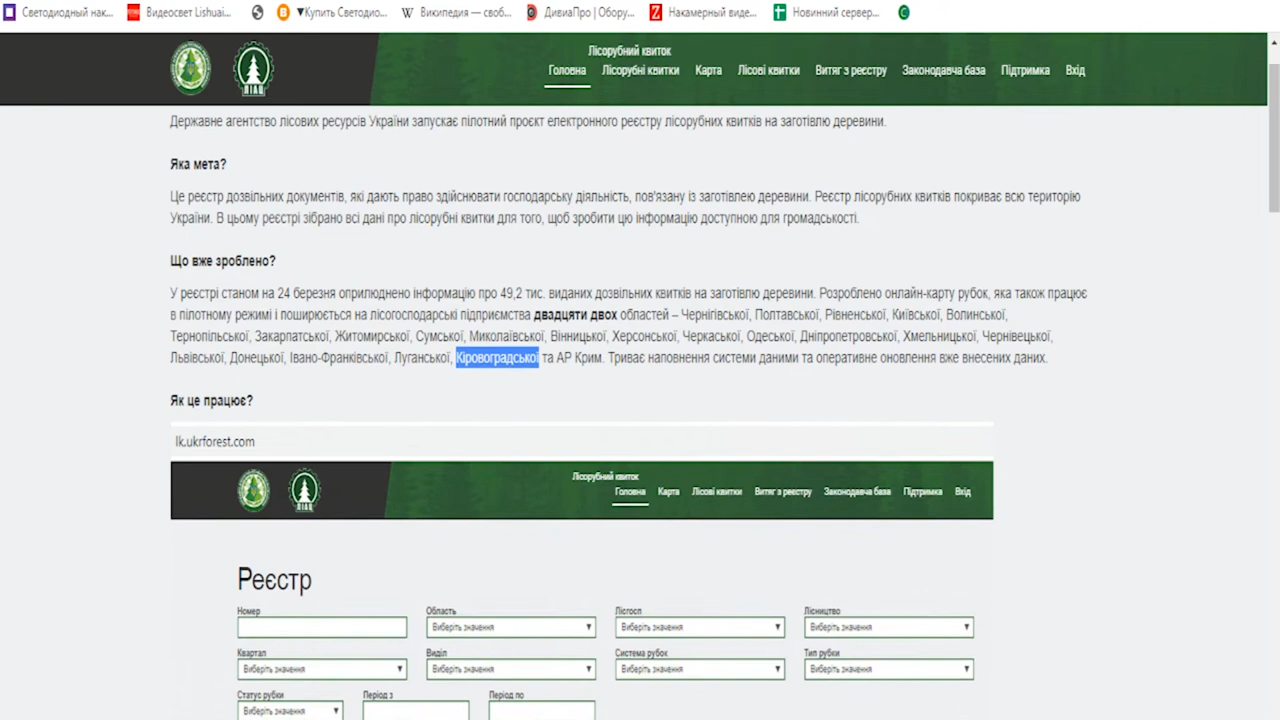 Светодиодный нак...
Видеосвет Lishuai...
▼Купить Светодио...
W Википедия — своб...
ДивиаПро | Обору...
Z Накамерный виде...
Новинний сервер...
Лісорубний квиток
Головна
Лісорубні квитки
Карта
Лісові квитки
Витяг з реєстру
Законодавча база
Підтримка
Вхід
Державне агентство лісових ресурсів України запускає пілотний проєкт електронного реєстру лісорубних квитків на заготівлю деревини.
Яка мета?
Це реєстр дозвільних документів, які дають право здійснювати господарську діяльність, пов'язану із заготівлею деревини. Реєстр лісорубних квитків покриває всю територію
України. В цьому реєстрі зібрано всі дані про лісорубні квитки для того, щоб зробити цю інформацію доступною для громадськості.
Що вже зроблено?
У реєстрі станом на 24 березня оприлюднено інформацію про 49,2 тис. виданих дозвільних квитків на заготівлю деревини. Розроблено онлайн-карту рубок, яка також працює
в пілотному режимі і поширюється на лісогосподарські підприємства двадцяти двох областей – Чернігівської, Полтавської, Рівненської, Київської, Волинської,
Тернопільської, Закарпатської, Житомирської, Сумської, Миколаївської, Вінницької, Херсонської, Черкаської, Одеської, Дніпропетровської, Хмельницької, Чернівецької,
Львівської, Донецької, Івано-Франківської, Луганської, Кіровоградської та АР Крим. Триває наповнення системи даними та оперативне оновлення вже внесених даних.
Як це працює?
lk.ukrforest.com
Лісорубний квиток
Головна
Карта
Лісові квитки
Витяг з реєстру
Законодавча база
Підтримка
Вхід
Реєстр
Номер
Область
Лісгосп
Лісництво
Виберіть значення
Виберіть значення
Виберіть значення
Квартал
Виділ
Система рубок
Тип рубки
Виберіть значення
Виберіть значення
Виберіть значення
Виберіть значення
Статус рубки
Період з
Період по
Виберіть значення